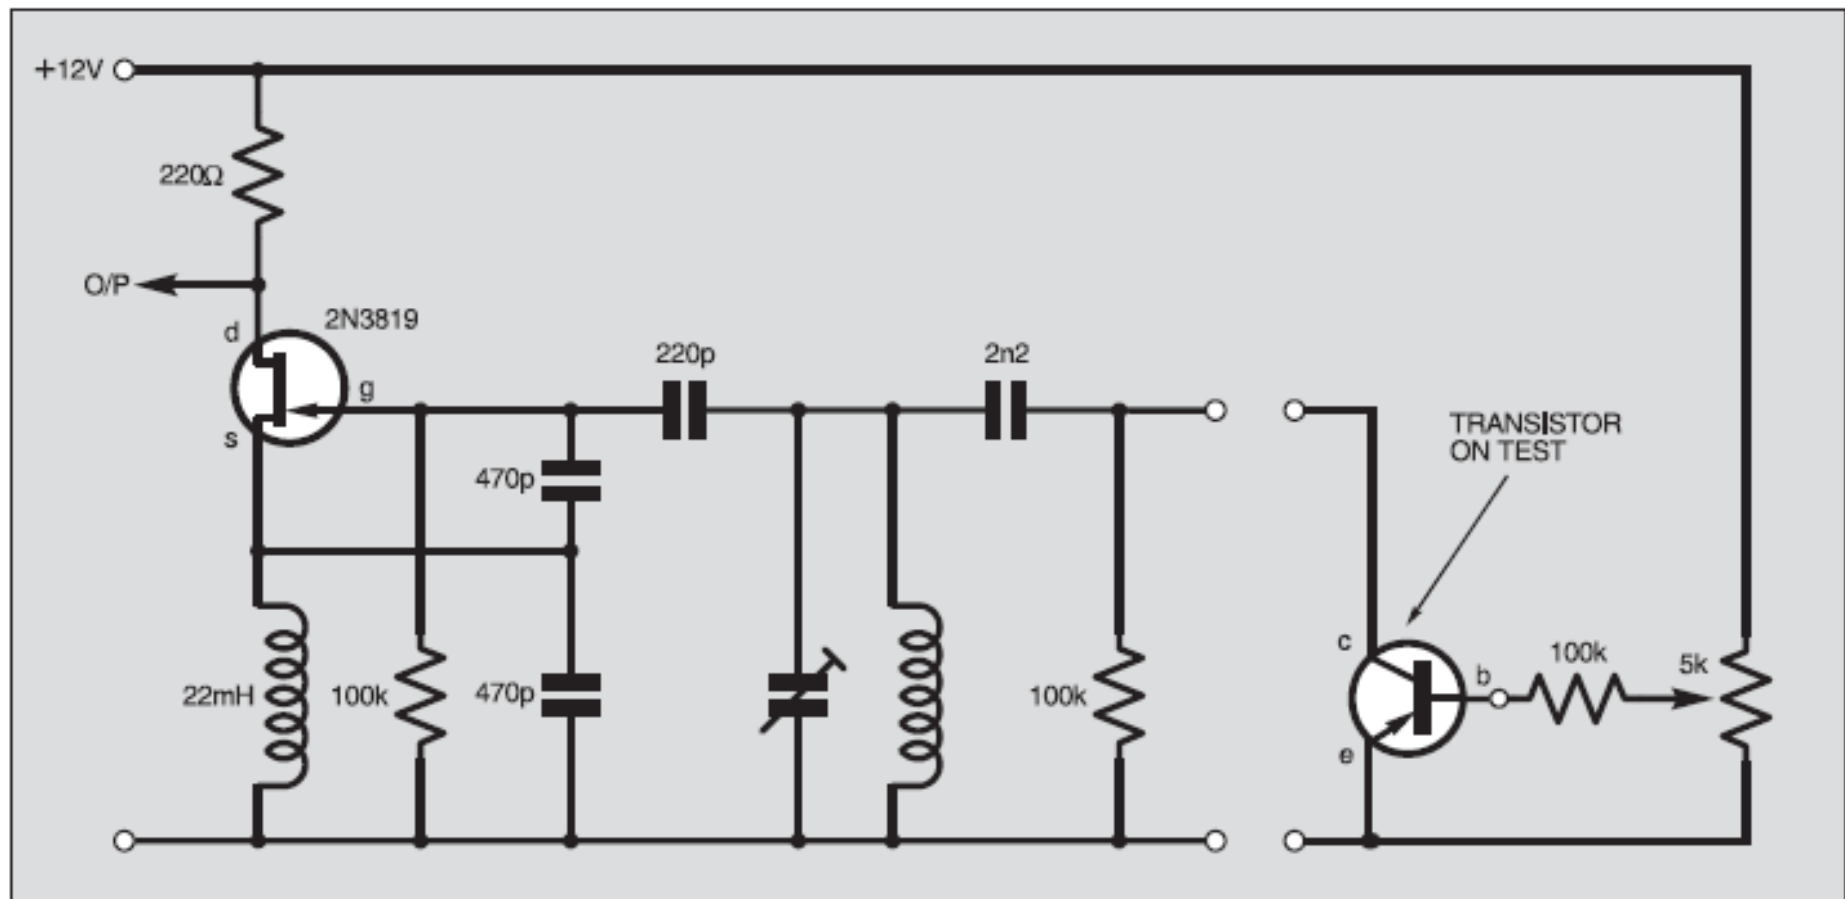 +12V
220Ω
O/P
d
2N3819
g
s
220p
2n2
470p
TRANSISTOR
ON TEST
22mH
100k
470p
100k
c
b
100k
5k
e